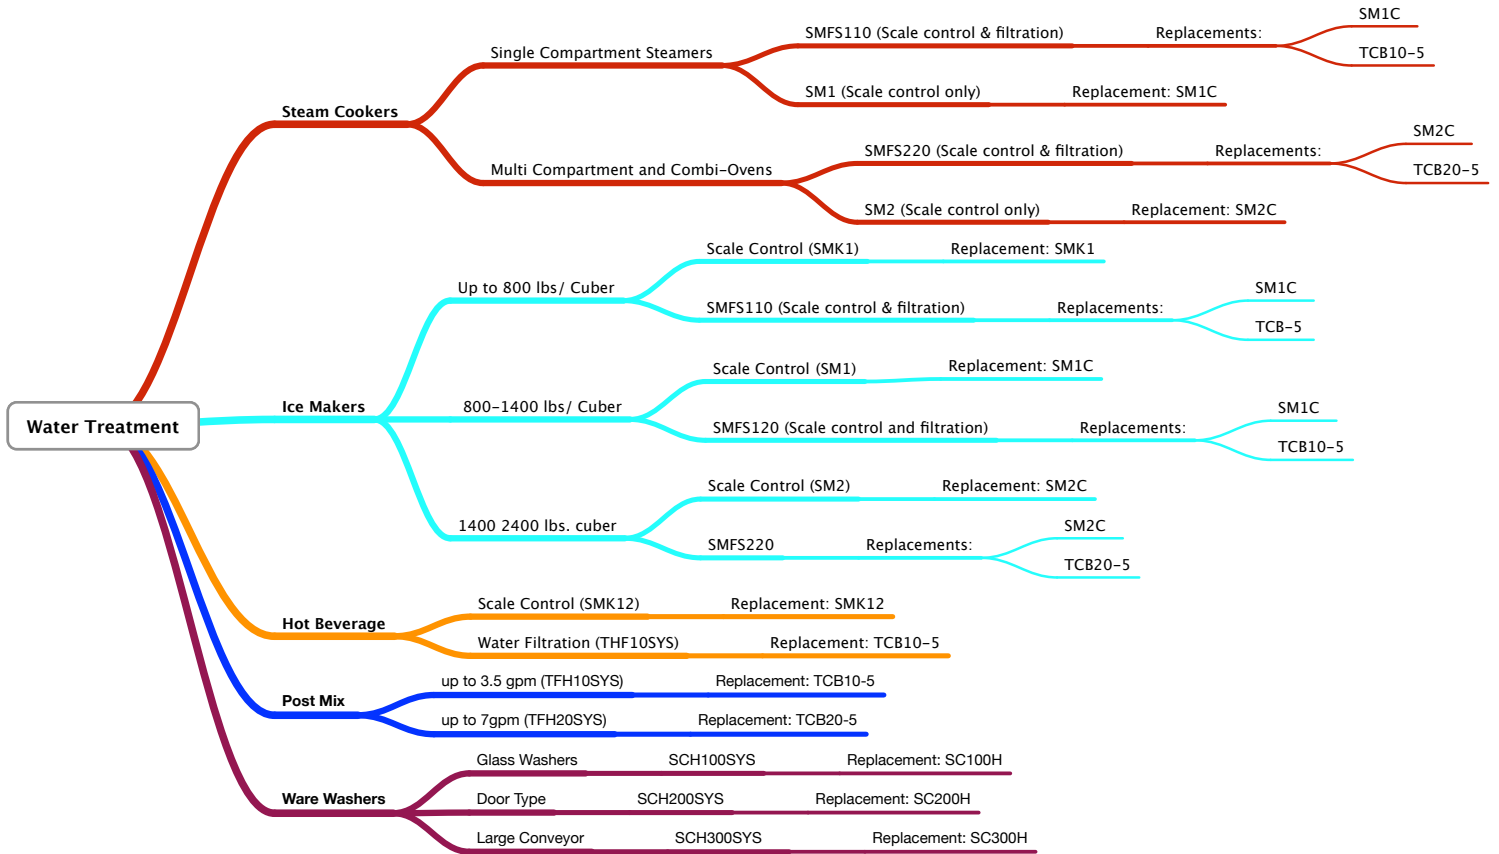 Water Treatment
Steam Cookers
Single Compartment Steamers
SMFS110 (Scale control & filtration)
Replacements:
SM1C
TCB10-5
SM1 (Scale control only)
Replacement: SM1C
Multi Compartment and Combi-Ovens
SMFS220 (Scale control & filtration)
Replacements:
SM2C
TCB20-5
SM2 (Scale control only)
Replacement: SM2C
Ice Makers
Up to 800 lbs/ Cuber
Scale Control (SMK1)
Replacement: SMK1
SMFS110 (Scale control & filtration)
Replacements:
SM1C
TCB-5
800-1400 lbs/ Cuber
Scale Control (SM1)
Replacement: SM1C
SMFS120 (Scale control and filtration)
Replacements:
SM1C
TCB10-5
1400 2400 lbs. cuber
Scale Control (SM2)
Replacement: SM2C
SMFS220
Replacements:
SM2C
TCB20-5
Hot Beverage
Scale Control (SMK12)
Replacement: SMK12
Water Filtration (THF10SYS)
Replacement: TCB10-5
Post Mix
up to 3.5 gpm (TFH10SYS)
Replacement: TCB10-5
up to 7gpm (TFH20SYS)
Replacement: TCB20-5
Ware Washers
Glass Washers
SCH100SYS
Replacement: SC100H
Door Type
SCH200SYS
Replacement: SC200H
Large Conveyor
SCH300SYS
Replacement: SC300H